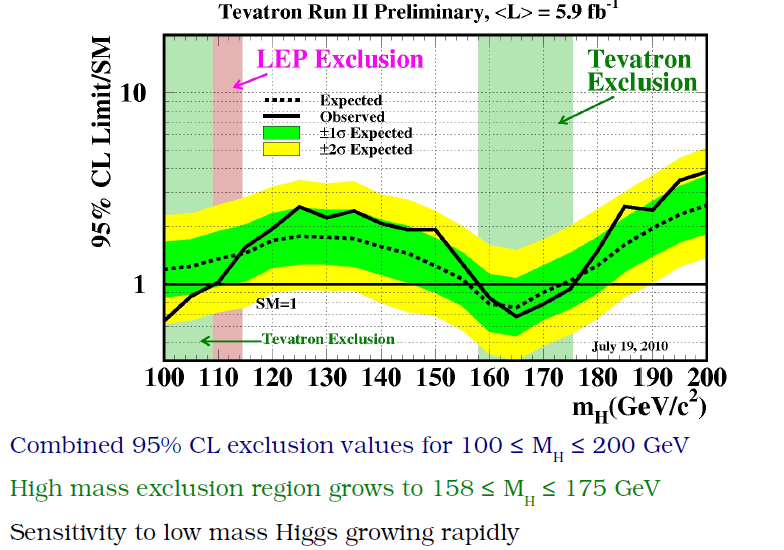 Tevatron Run II Preliminary, <L> = 5.9 fb⁻¹
LEP Exclusion
Tevatron
Exclusion
10
Expected
Observed
±1σ Expected
±2σ Expected
95% CL Limit/SM
1
SM=1
Tevatron Exclusion
July 19, 2010
100 110 120 130 140 150 160 170 180 190 200
m_H(GeV/c²)
Combined 95% CL exclusion values for 100 ≤ M_H ≤ 200 GeV
High mass exclusion region grows to 158 ≤ M_H ≤ 175 GeV
Sensitivity to low mass Higgs growing rapidly